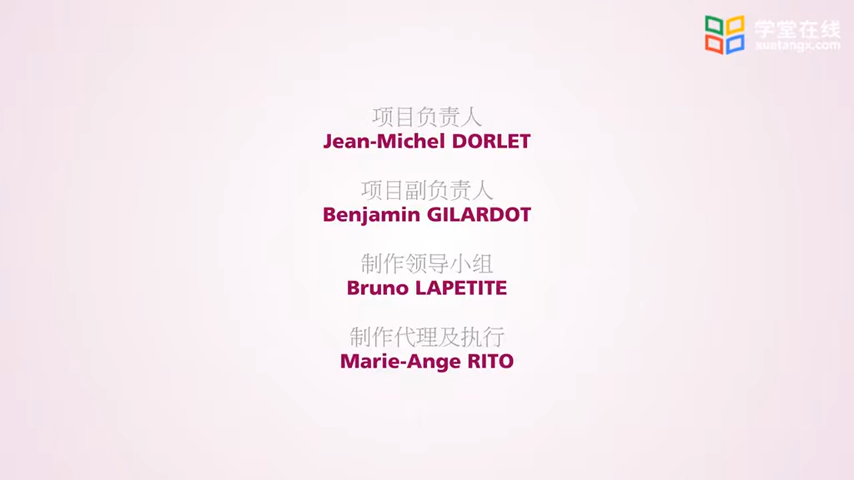 学堂在线
xuetangx.com
项目负责人
Jean-Michel DORLET
项目副负责人
Benjamin GILARDOT
制作领导小组
Bruno LAPETITE
制作代理及执行
Marie-Ange RITO